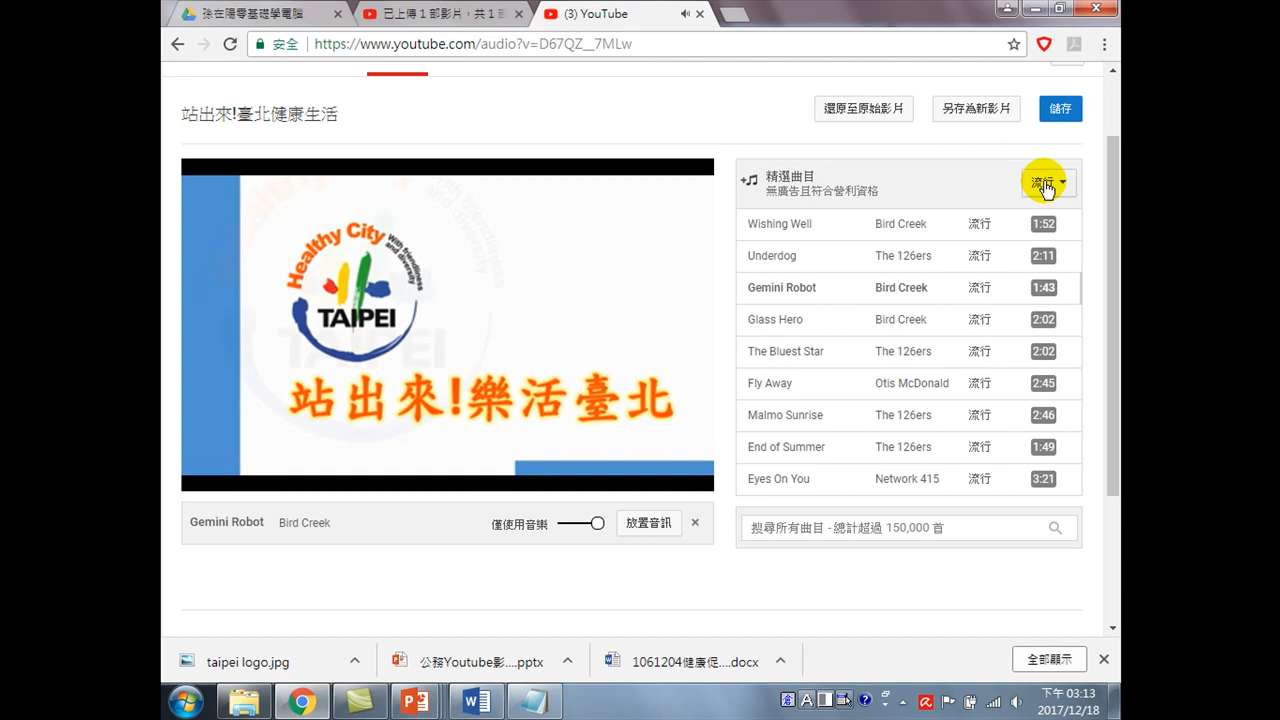 孫在陽零基礎學電腦
已上傳 1 部影片，共 1 部
(3) YouTube
安全 https://www.youtube.com/audio?v=D67QZ__7MLw
站出來!臺北健康生活
還原至原始影片
另存為新影片
儲存
Healthy City
With friendliness and diversity
TAIPEI
站出來!樂活臺北
精選曲目
無廣告且符合營利資格
流行
Wishing Well Bird Creek 流行 1:52
Underdog The 126ers 流行 2:11
Gemini Robot Bird Creek 流行 1:43
Glass Hero Bird Creek 流行 2:02
The Bluest Star The 126ers 流行 2:02
Fly Away Otis McDonald 流行 2:45
Malmo Sunrise The 126ers 流行 2:46
End of Summer The 126ers 流行 1:49
Eyes On You Network 415 流行 3:21
Gemini Robot Bird Creek 僅使用音樂 放置音訊
搜尋所有曲目 - 總計超過 150,000 首
taipei logo.jpg
公務Youtube影....pptx
1061204健康促....docx
全部顯示
下午 03:13
2017/12/18